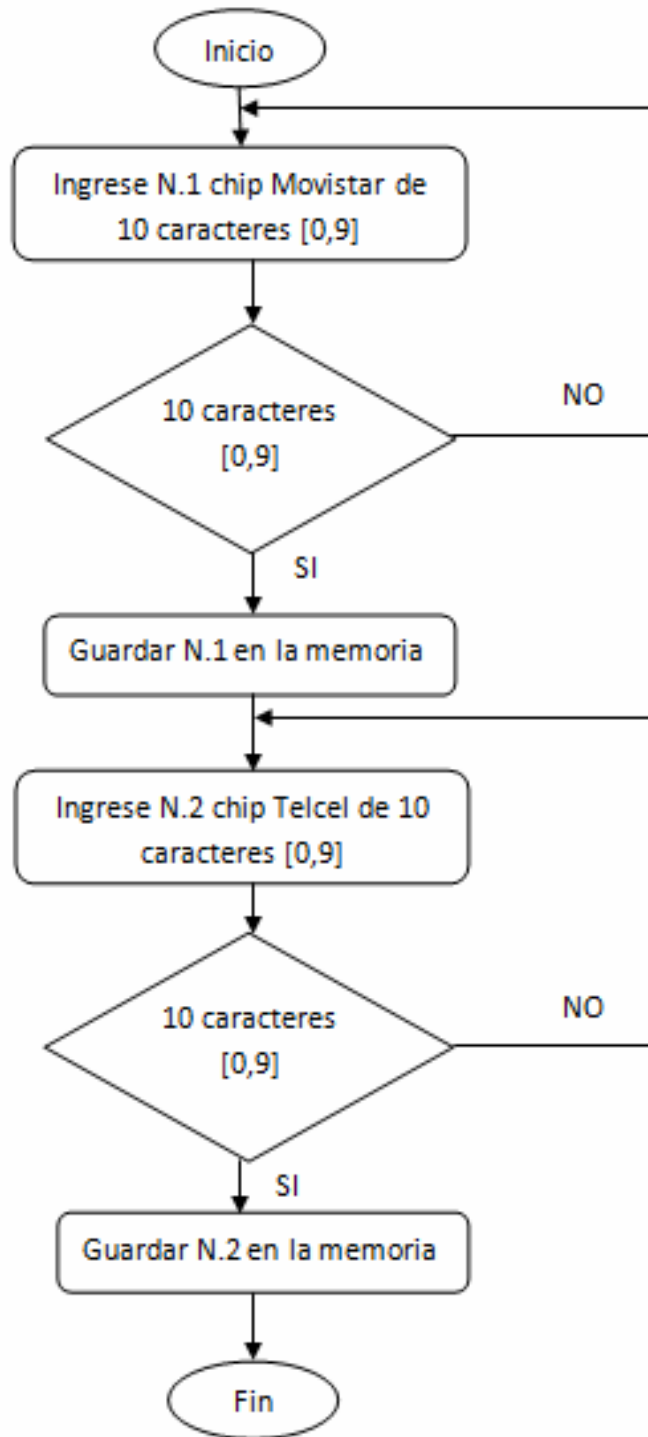 Inicio
Ingrese N.1 chip Movistar de
10 caracteres [0,9]
10 caracteres
[0,9]
NO
SI
Guardar N.1 en la memoria
Ingrese N.2 chip Telcel de 10
caracteres [0,9]
10 caracteres
[0,9]
NO
SI
Guardar N.2 en la memoria
Fin